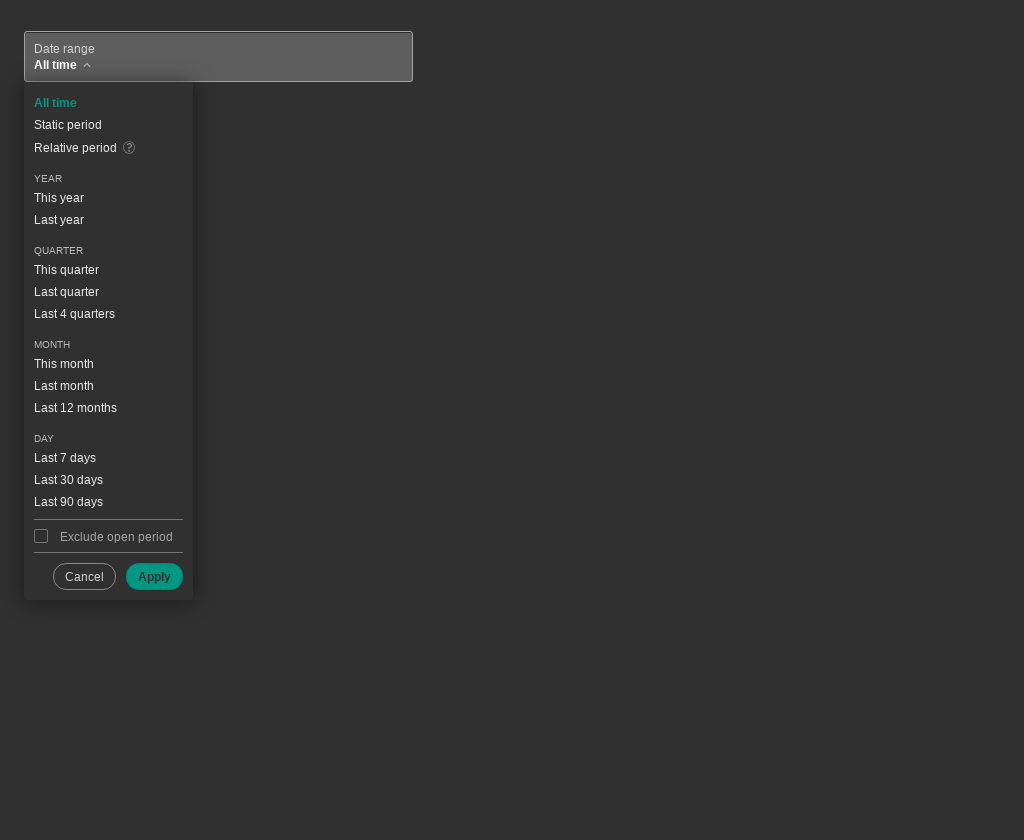 Date range
All time
All time
Static period
Relative period ?
YEAR
This year
Last year
QUARTER
This quarter
Last quarter
Last 4 quarters
MONTH
This month
Last month
Last 12 months
DAY
Last 7 days
Last 30 days
Last 90 days
Exclude open period
Cancel Apply